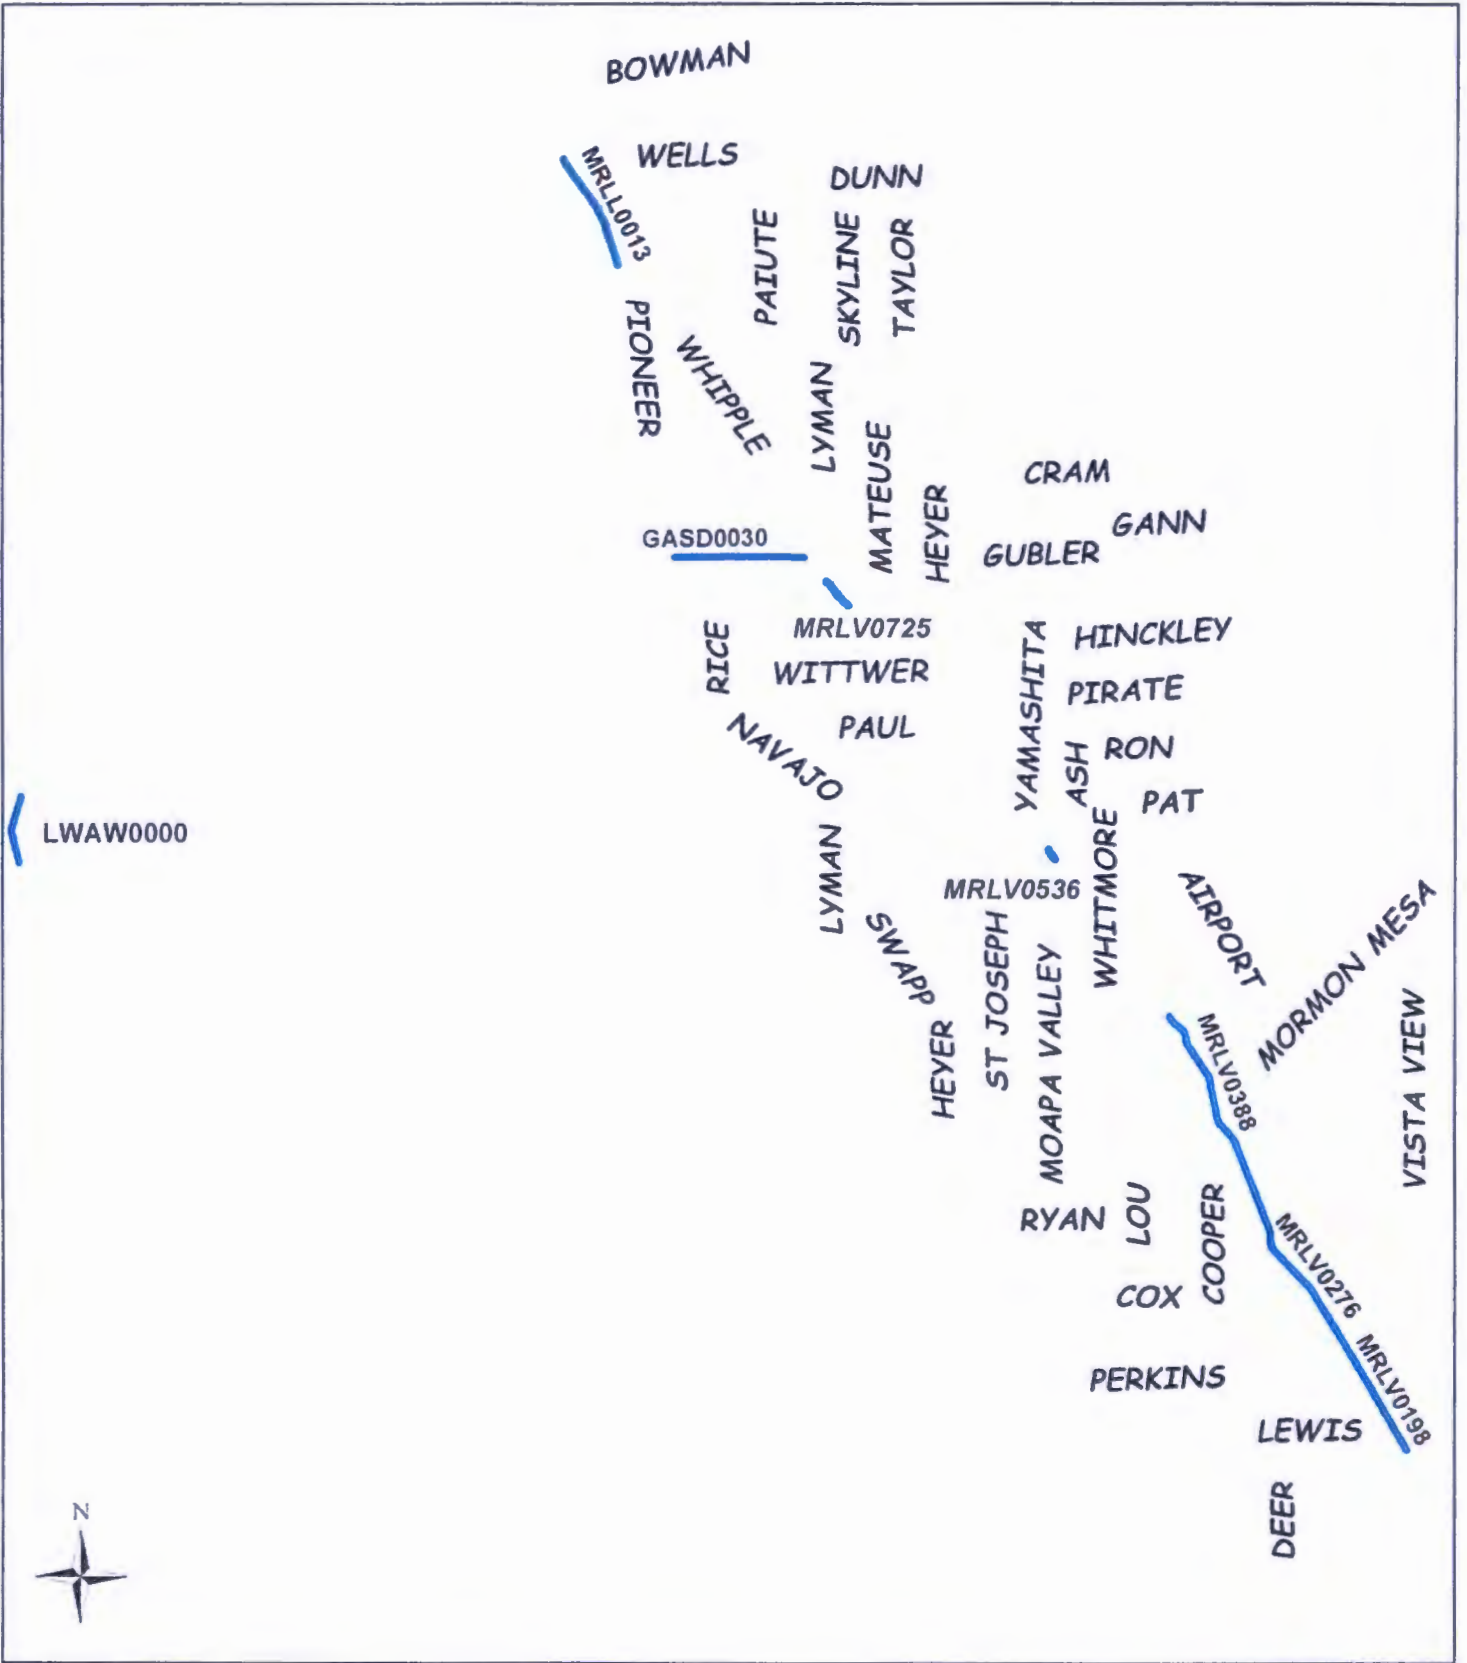 BOWMAN
WELLS
MRLL0013
DUNN
PAIUTE
SKYLINE
TAYLOR
PIONEER
WHIPPLE
LYMAN
MATEUSE
HEYER
CRAM
GANN
GUBLER
GASD0030
MRLV0725
RICE
WITTWER
YAMASHITA
HINCKLEY
PIRATE
PAUL
NAVAJO
ASH
RON
PAT
LWAW0000
LYMAN
WHITMORE
MRLV0536
AIRPORT
MORMON MESA
SWAPP
ST JOSEPH
MOAPA VALLEY
HEYER
VISTA VIEW
MRLV0388
RYAN
LOU
COOPER
MRLV0276
COX
PERKINS
MRLV0198
LEWIS
DEER
N